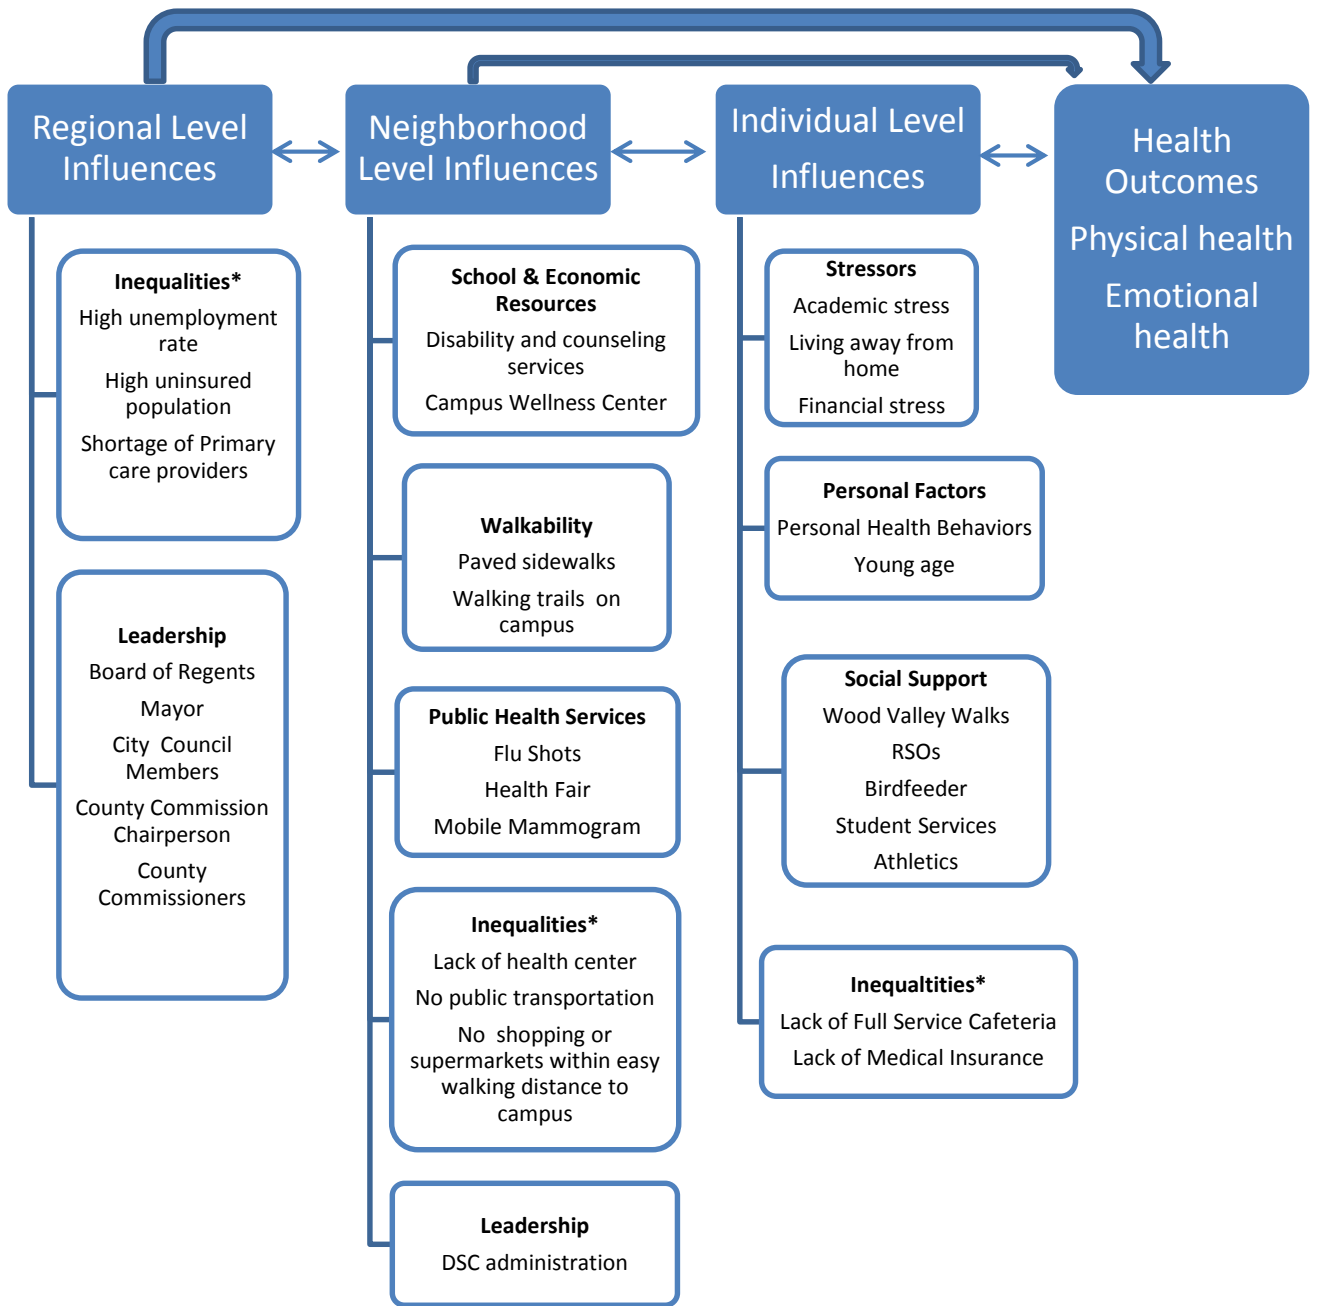 Regional Level
Influences
Inequalities*
High unemployment
rate
High uninsured
population
Shortage of Primary
care providers
Leadership
Board of Regents
Mayor
City Council
Members
County Commission
Chairperson
County
Commissioners
Neighborhood
Level Influences
School & Economic
Resources
Disability and counseling
services
Campus Wellness Center
Walkability
Paved sidewalks
Walking trails on
campus
Public Health Services
Flu Shots
Health Fair
Mobile Mammogram
Inequalities*
Lack of health center
No public transportation
No shopping or
supermarkets within easy
walking distance to
campus
Leadership
DSC administration
Individual Level
Influences
Stressors
Academic stress
Living away from
home
Financial stress
Personal Factors
Personal Health Behaviors
Young age
Social Support
Wood Valley Walks
RSOs
Birdfeeder
Student Services
Athletics
Inequaltities*
Lack of Full Service Cafeteria
Lack of Medical Insurance
Health
Outcomes
Physical health
Emotional
health